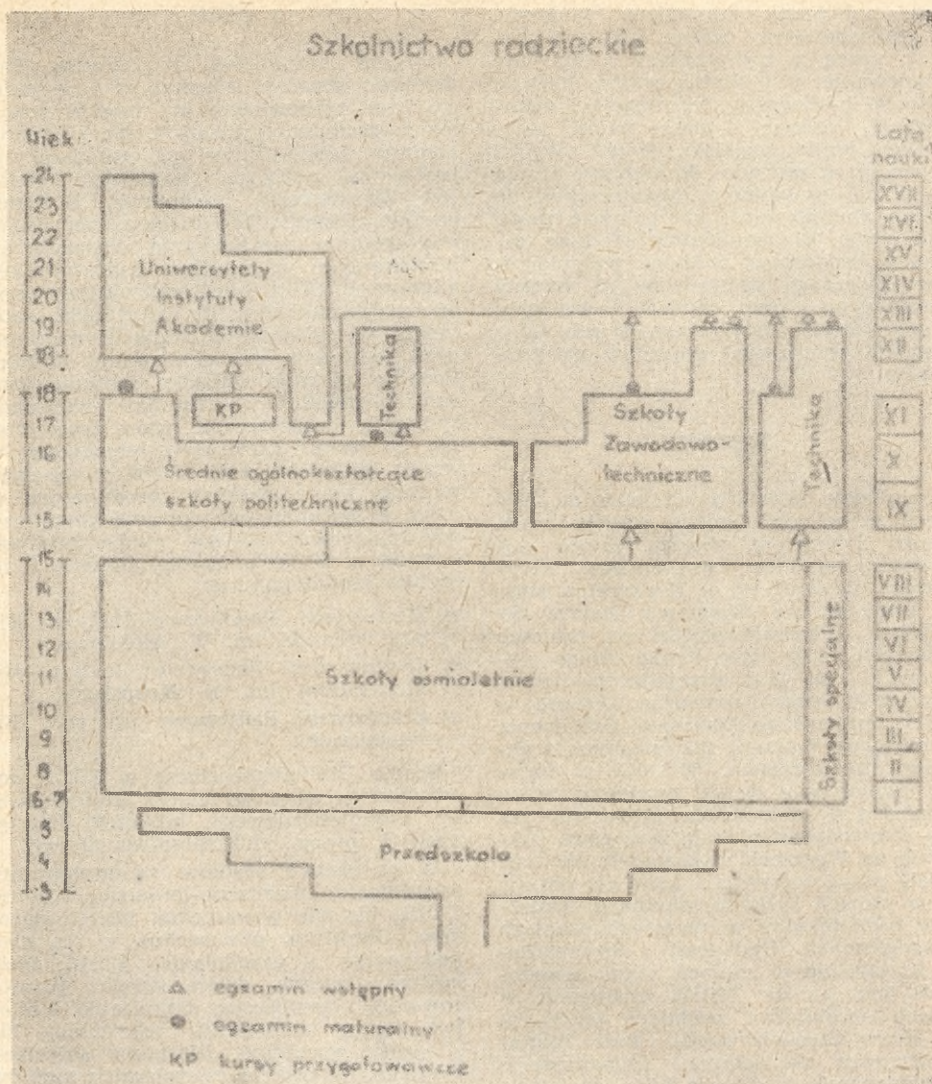 Szkolnictwo radzieckie
Wiek
Lata
nauki
24
23
22
21
20
19
18
18
17
16
15
15
14
13
12
11
10
9
8
6-7
5
4
3
XVII
XVI
XV
XIV
XIII
XII
XI
X
IX
VIII
VII
VI
V
IV
III
II
I
Uniwersytety
Instytuty
Akademie
KP
Technika
Średnie ogólnokształcące
szkoły politechniczne
Szkoły
Zawodowo-
techniczne
Technika
Szkoły ośmioletnie
Szkoły specjalne
Przedszkola
egzamin wstępny
egzamin maturalny
KP kursy przygotowawcze